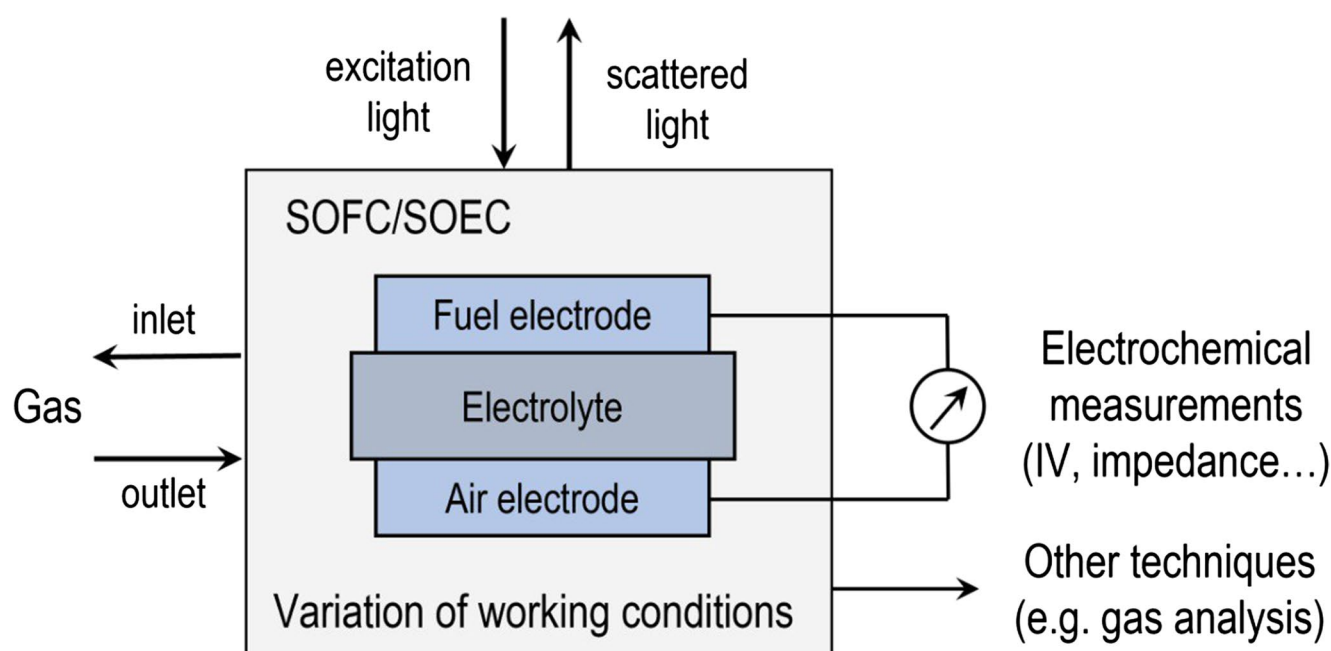 excitation
light
scattered
light
SOFC/SOEC
inlet
Gas
outlet
Fuel electrode
Electrolyte
Air electrode
Variation of working conditions
Electrochemical
measurements
(IV, impedance…)
Other techniques
(e.g. gas analysis)